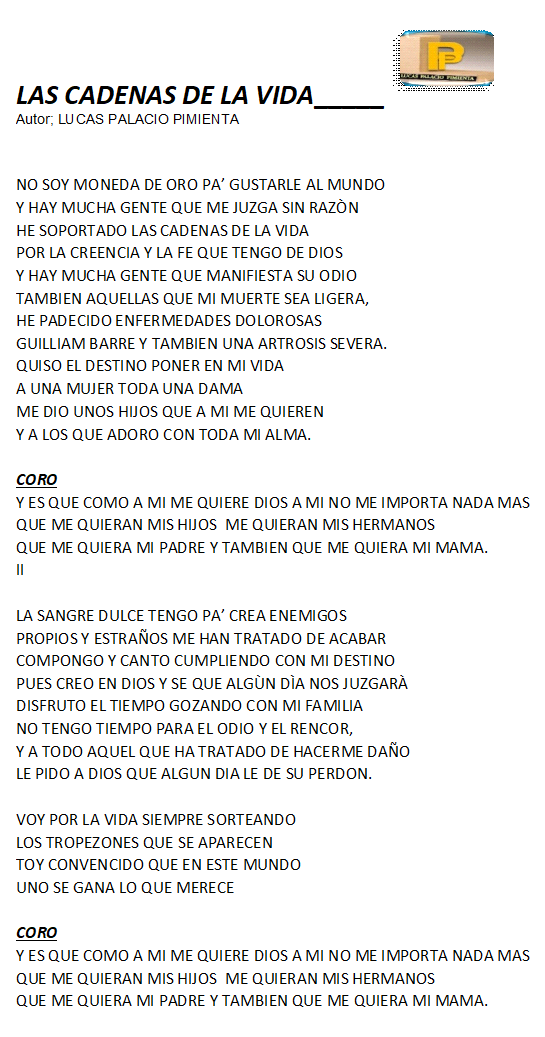 LAS CADENAS DE LA VIDA_____
PP
LUCAS PALACIO PIMIENTA
Autor; LUCAS PALACIO PIMIENTA
NO SOY MONEDA DE ORO PA’ GUSTARLE AL MUNDO
Y HAY MUCHA GENTE QUE ME JUZGA SIN RAZÒN
HE SOPORTADO LAS CADENAS DE LA VIDA
POR LA CREENCIA Y LA FE QUE TENGO DE DIOS
Y HAY MUCHA GENTE QUE MANIFIESTA SU ODIO
TAMBIEN AQUELLAS QUE MI MUERTE SEA LIGERA,
HE PADECIDO ENFERMEDADES DOLOROSAS
GUILLIAM BARRE Y TAMBIEN UNA ARTROSIS SEVERA.
QUISO EL DESTINO PONER EN MI VIDA
A UNA MUJER TODA UNA DAMA
ME DIO UNOS HIJOS QUE A MI ME QUIEREN
Y A LOS QUE ADORO CON TODA MI ALMA.
CORO
Y ES QUE COMO A MI ME QUIERE DIOS A MI NO ME IMPORTA NADA MAS
QUE ME QUIERAN MIS HIJOS  ME QUIERAN MIS HERMANOS
QUE ME QUIERA MI PADRE Y TAMBIEN QUE ME QUIERA MI MAMA.
II
LA SANGRE DULCE TENGO PA’ CREA ENEMIGOS
PROPIOS Y ESTRAÑOS ME HAN TRATADO DE ACABAR
COMPONGO Y CANTO CUMPLIENDO CON MI DESTINO
PUES CREO EN DIOS Y SE QUE ALGÙN DÌA NOS JUZGARÀ
DISFRUTO EL TIEMPO GOZANDO CON MI FAMILIA
NO TENGO TIEMPO PARA EL ODIO Y EL RENCOR,
Y A TODO AQUEL QUE HA TRATADO DE HACERME DAÑO
LE PIDO A DIOS QUE ALGUN DIA LE DE SU PERDON.
VOY POR LA VIDA SIEMPRE SORTEANDO
LOS TROPEZONES QUE SE APARECEN
TOY CONVENCIDO QUE EN ESTE MUNDO
UNO SE GANA LO QUE MERECE
CORO
Y ES QUE COMO A MI ME QUIERE DIOS A MI NO ME IMPORTA NADA MAS
QUE ME QUIERAN MIS HIJOS  ME QUIERAN MIS HERMANOS
QUE ME QUIERA MI PADRE Y TAMBIEN QUE ME QUIERA MI MAMA.